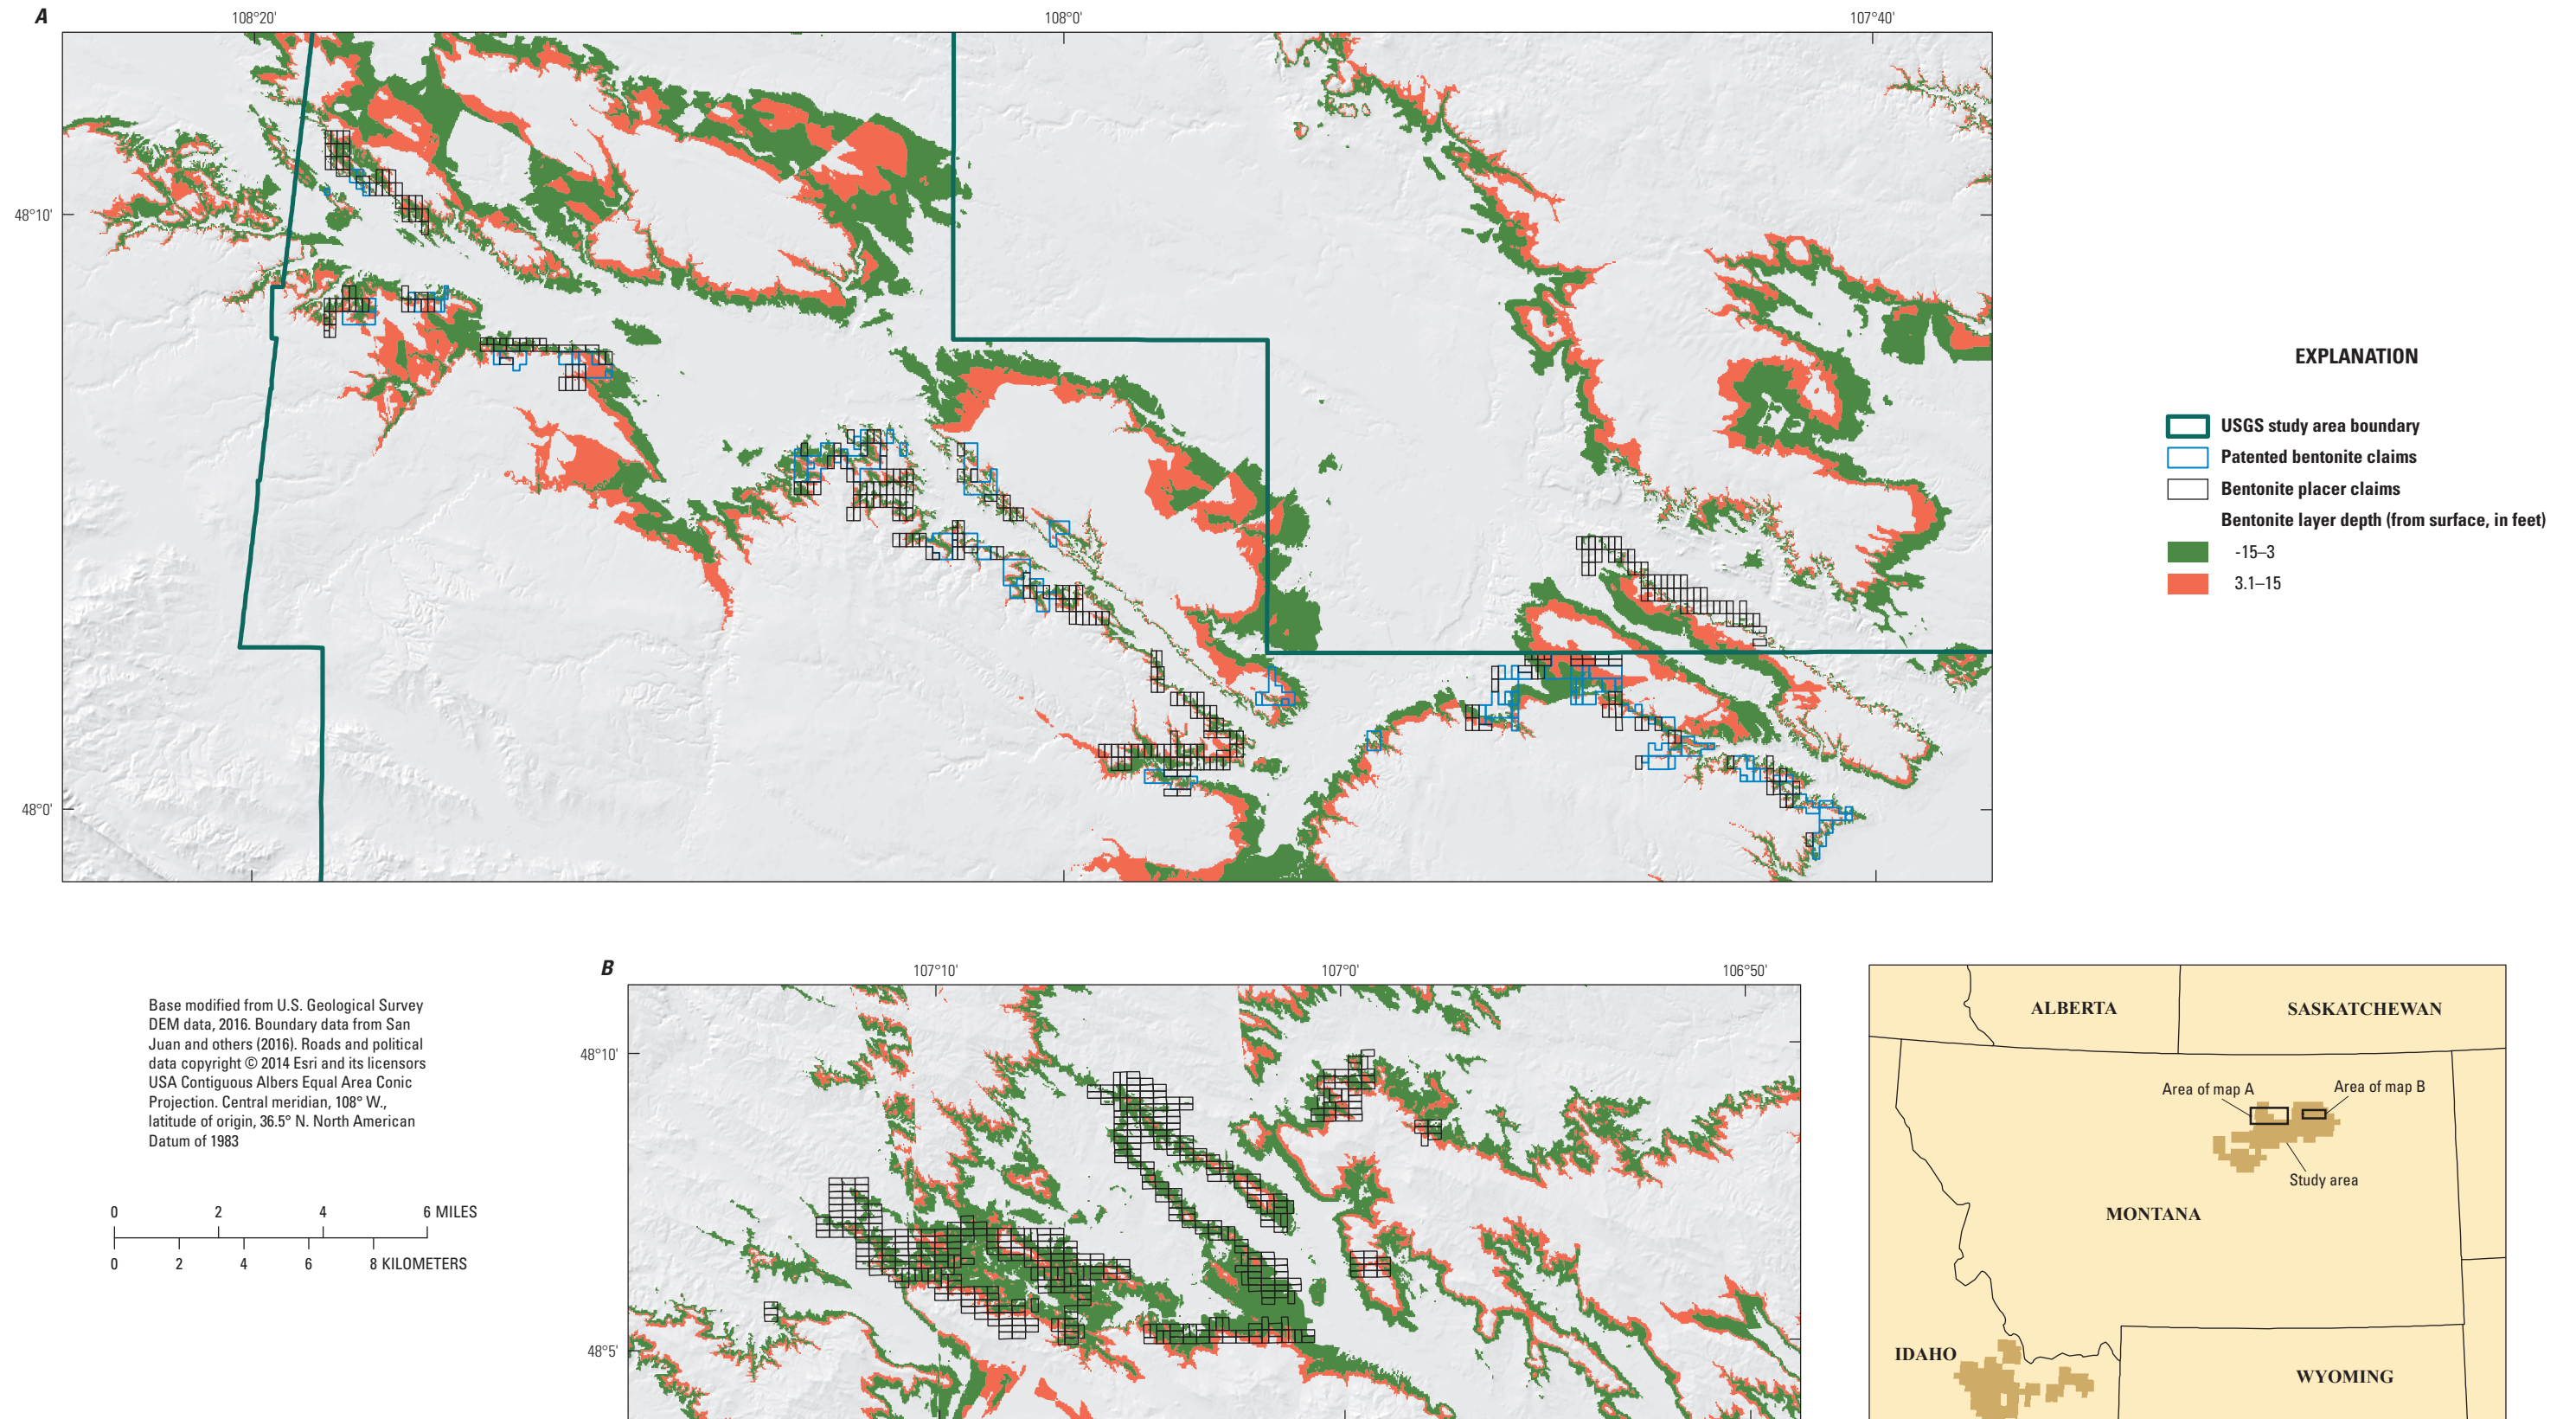 A
108°20'
108°0'
107°40'
48°10'
48°0'
EXPLANATION
USGS study area boundary
Patented bentonite claims
Bentonite placer claims
Bentonite layer depth (from surface, in feet)
-15–3
3.1–15
Base modified from U.S. Geological Survey
DEM data, 2016. Boundary data from San
Juan and others (2016). Roads and political
data copyright © 2014 Esri and its licensors
USA Contiguous Albers Equal Area Conic
Projection. Central meridian, 108° W.,
latitude of origin, 36.5° N. North American
Datum of 1983
0 2 4 6 MILES
0 2 4 6 8 KILOMETERS
B
107°10'
107°0'
106°50'
48°10'
48°5'
ALBERTA
SASKATCHEWAN
Area of map A
Area of map B
Study area
MONTANA
IDAHO
WYOMING